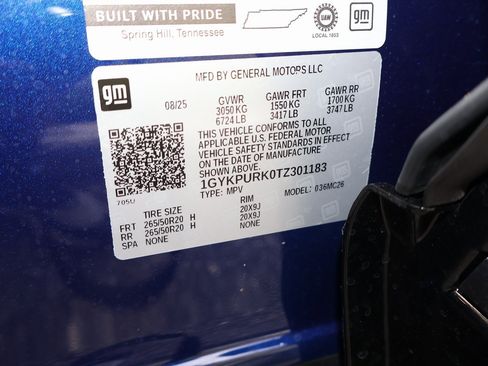 BUILT WITH PRIDE
Spring Hill, Tennessee
UAW
LOCAL 1853
gm
gm
MFD BY GENERAL MOTORS LLC
08/25 GVWR GAWR FRT GAWR RR
3050 KG 1550 KG 1700 KG
6724 LB 3417 LB 3747 LB
THIS VEHICLE CONFORMS TO ALL
APPLICABLE U.S. FEDERAL MOTOR
VEHICLE SAFETY STANDARDS IN EFFECT
ON THE DATE OF MANUFACTURE
SHOWN ABOVE.
1GYKPURK0TZ301183
TYPE: MPV MODEL: 036MC26
705U
TIRE SIZE RIM
FRT 265/50R20 H 20X9J
RR 265/50R20 H 20X9J
SPA NONE NONE